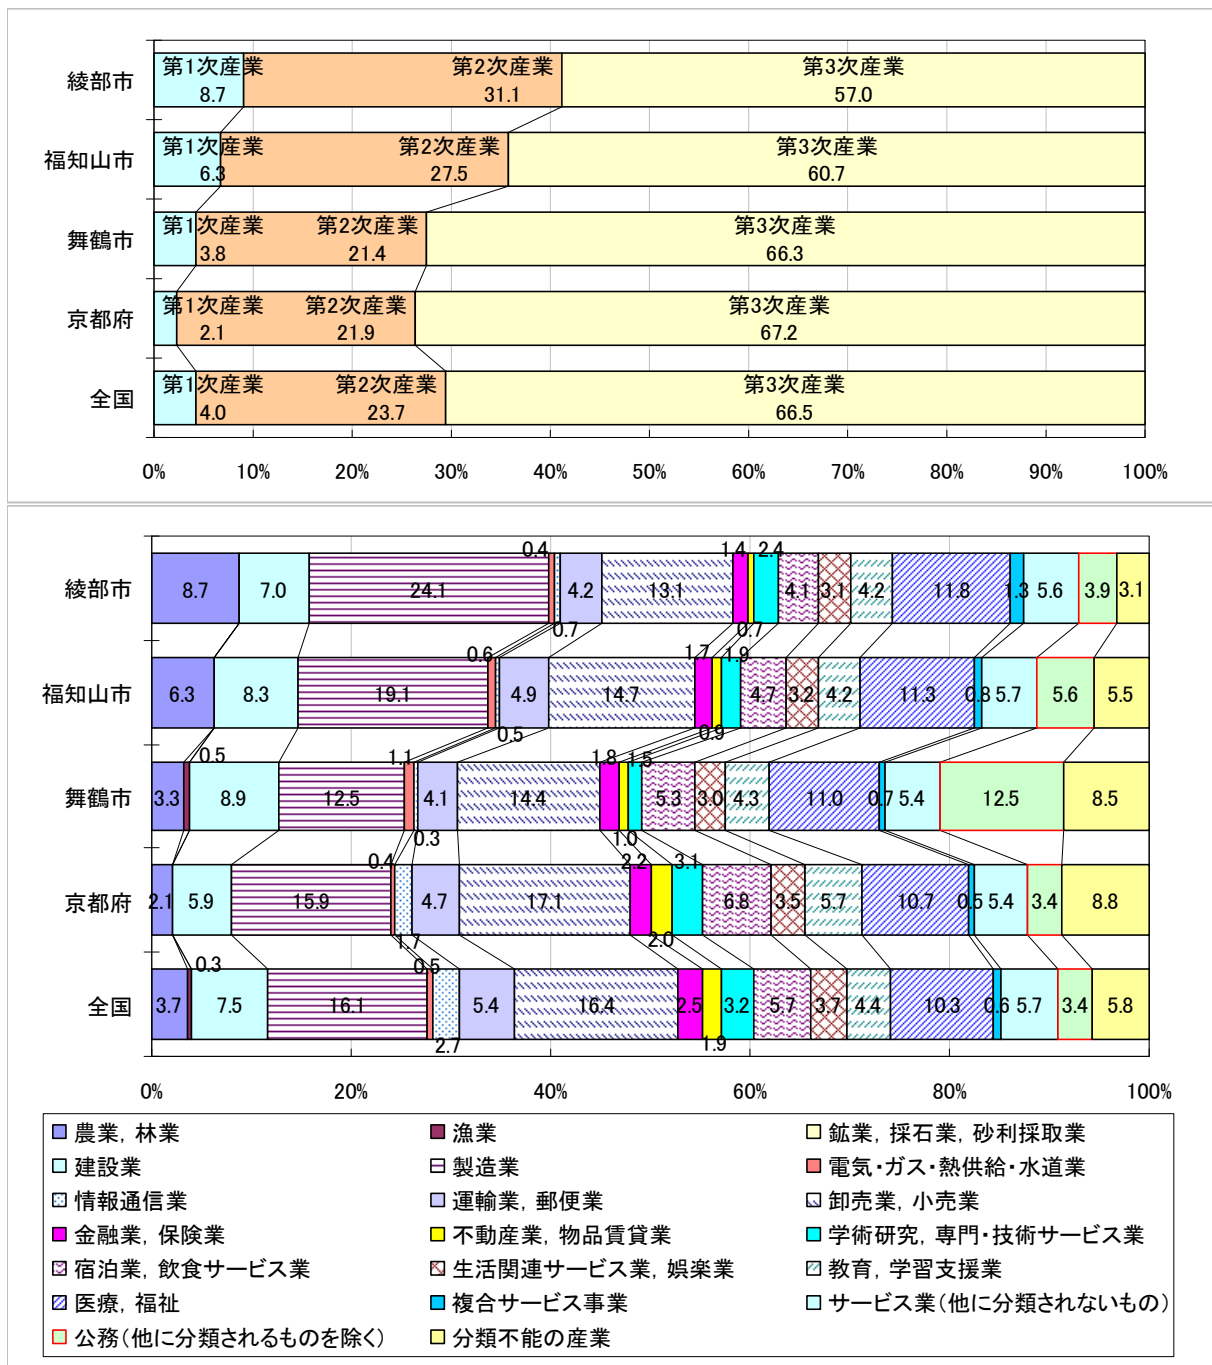 綾部市
第1次産業 第2次産業 第3次産業
8.7 31.1 57.0
福知山市
第1次産業 第2次産業 第3次産業
6.3 27.5 60.7
舞鶴市
第1次産業 第2次産業 第3次産業
3.8 21.4 66.3
京都府
第1次産業 第2次産業 第3次産業
2.1 21.9 67.2
全国
第1次産業 第2次産業 第3次産業
4.0 23.7 66.5
0% 10% 20% 30% 40% 50% 60% 70% 80% 90% 100%
0.4 1.4 2.4
綾部市 8.7 7.0 24.1 4.2 13.1 4.1 3.1 4.2 11.8 1.3 5.6 3.9 3.1
0.7 0.7
0.6 1.7 1.9
福知山市 6.3 8.3 19.1 4.9 14.7 4.7 3.2 4.2 11.3 0.8 5.7 5.6 5.5
0.5 0.9
0.5 1.1 1.8 1.5
舞鶴市 3.3 8.9 12.5 4.1 14.4 5.3 3.0 4.3 11.0 0.7 5.4 12.5 8.5
0.3 1.0
0.4 2.2 3.1
京都府 2.1 5.9 15.9 4.7 17.1 6.8 3.5 5.7 10.7 0.5 5.4 3.4 8.8
1.7 2.0
0.3 0.5
全国 3.7 7.5 16.1 5.4 16.4 2.5 3.2 5.7 3.7 4.4 10.3 0.6 5.7 3.4 5.8
2.7 1.9
0% 20% 40% 60% 80% 100%
農業, 林業 漁業 鉱業, 採石業, 砂利採取業
建設業 製造業 電気・ガス・熱供給・水道業
情報通信業 運輸業, 郵便業 卸売業, 小売業
金融業, 保険業 不動産業, 物品賃貸業 学術研究, 専門・技術サービス業
宿泊業, 飲食サービス業 生活関連サービス業, 娯楽業 教育, 学習支援業
医療, 福祉 複合サービス事業 サービス業（他に分類されないもの）
公務（他に分類されるものを除く） 分類不能の産業